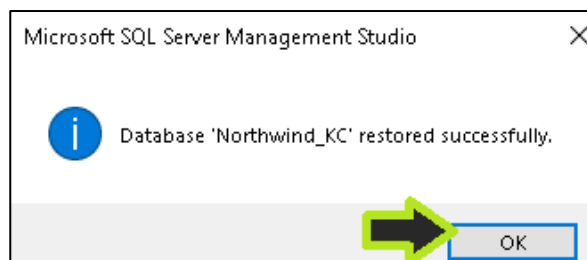 Microsoft SQL Server Management Studio
Database 'Northwind_KC' restored successfully.
OK